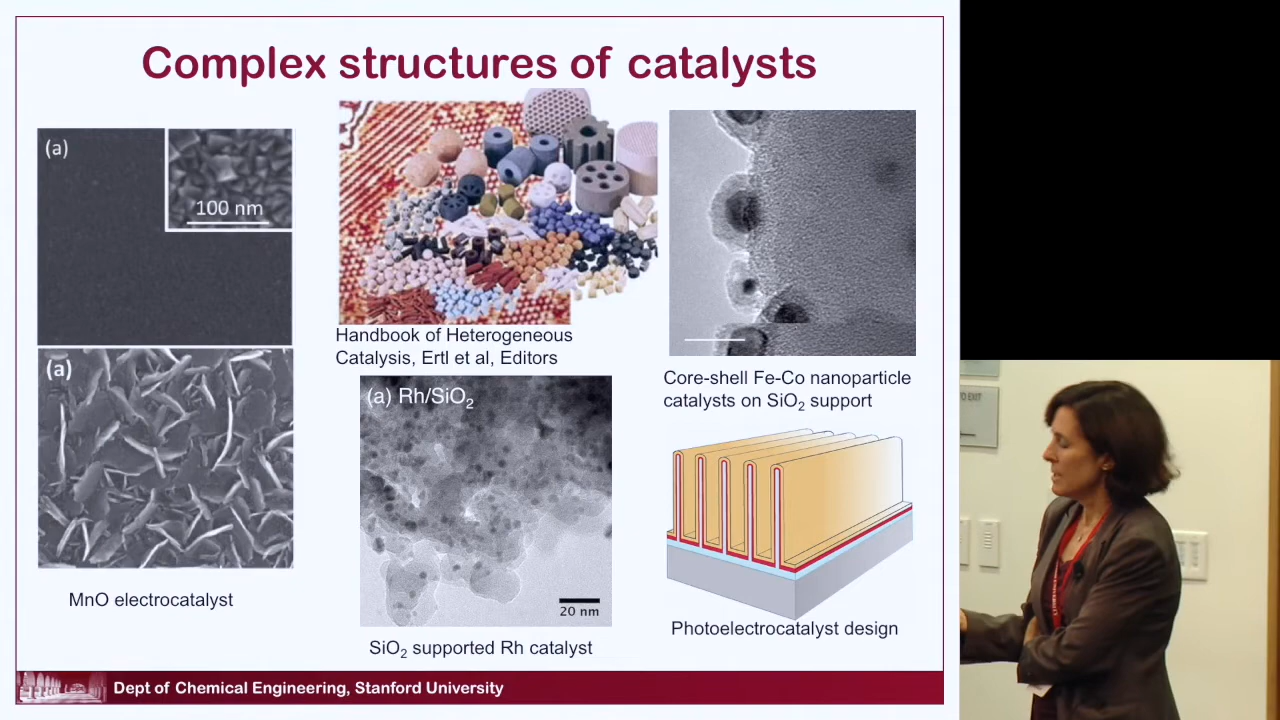 Complex structures of catalysts
(a)
100 nm
(a)
MnO electrocatalyst
Handbook of Heterogeneous
Catalysis, Ertl et al, Editors
(a) Rh/SiO₂
20 nm
SiO₂ supported Rh catalyst
Core-shell Fe-Co nanoparticle
catalysts on SiO₂ support
Photoelectrocatalyst design
Dept of Chemical Engineering, Stanford University
TO EXIT